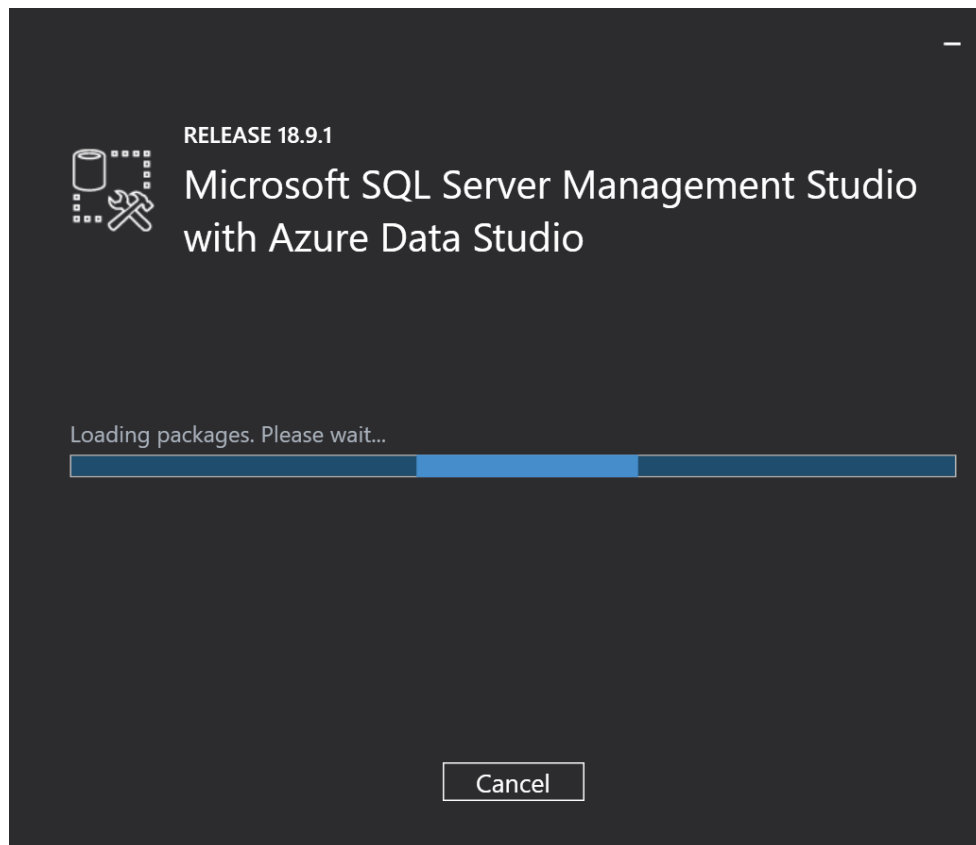 RELEASE 18.9.1
Microsoft SQL Server Management Studio
with Azure Data Studio
Loading packages. Please wait...
Cancel